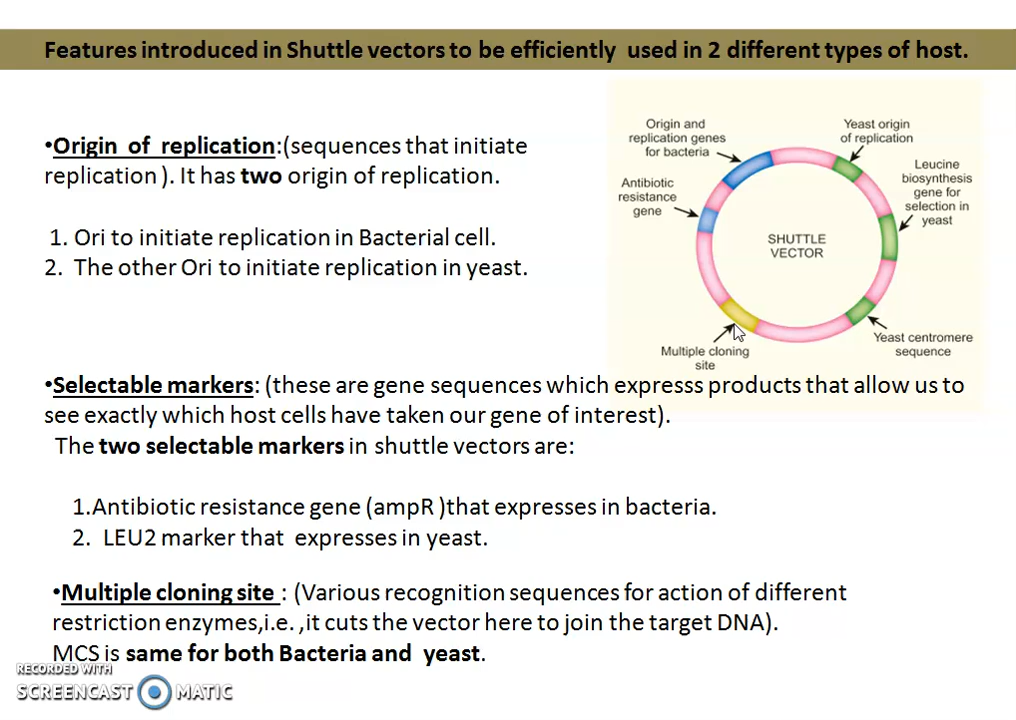 Features introduced in Shuttle vectors to be efficiently used in 2 different types of host.
•Origin of replication:(sequences that initiate
replication ). It has two origin of replication.
1. Ori to initiate replication in Bacterial cell.
2. The other Ori to initiate replication in yeast.
Origin and
replication genes
for bacteria
Yeast origin
of replication
Antibiotic
resistance
gene
Leucine
biosynthesis
gene for
selection in
yeast
SHUTTLE
VECTOR
Yeast centromere
sequence
Multiple cloning
site
•Selectable markers: (these are gene sequences which expresss products that allow us to
see exactly which host cells have taken our gene of interest).
The two selectable markers in shuttle vectors are:
1.Antibiotic resistance gene (ampR )that expresses in bacteria.
2. LEU2 marker that expresses in yeast.
•Multiple cloning site : (Various recognition sequences for action of different
restriction enzymes,i.e. ,it cuts the vector here to join the target DNA).
MCS is same for both Bacteria and yeast.
RECORDED WITH
SCREENCAST MATIC